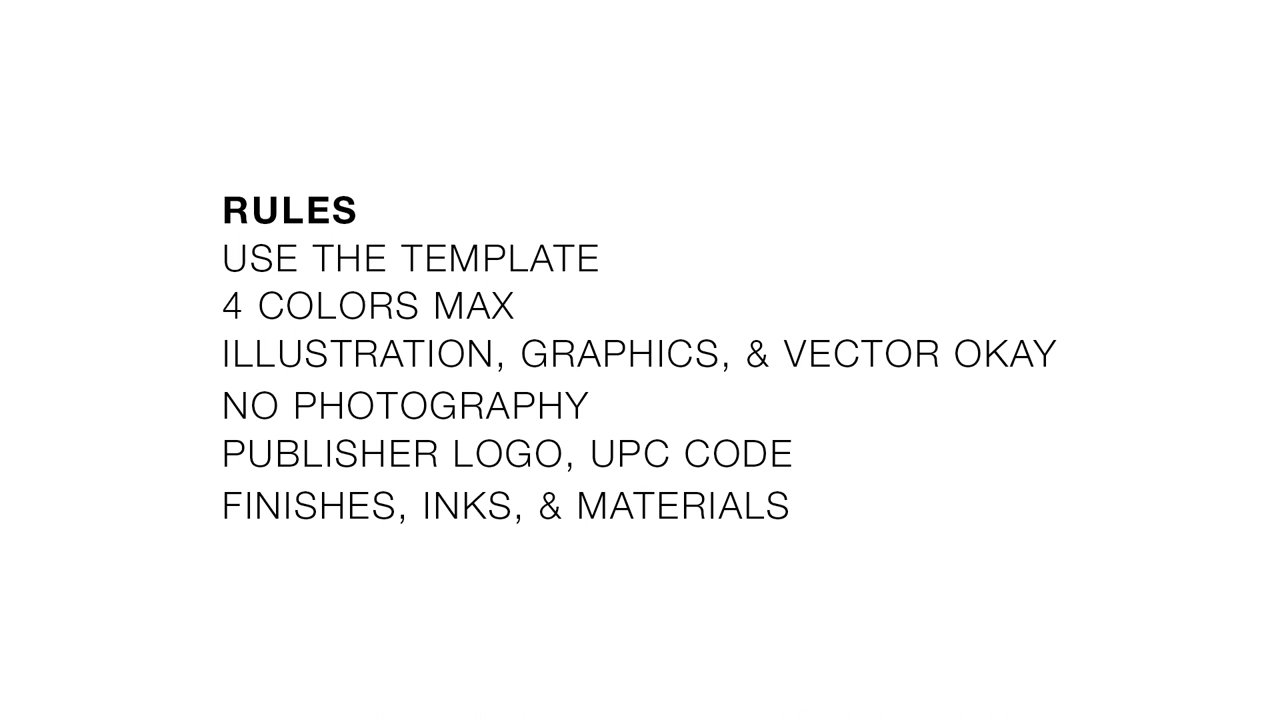 RULES
USE THE TEMPLATE
4 COLORS MAX
ILLUSTRATION, GRAPHICS, & VECTOR OKAY
NO PHOTOGRAPHY
PUBLISHER LOGO, UPC CODE
FINISHES, INKS, & MATERIALS